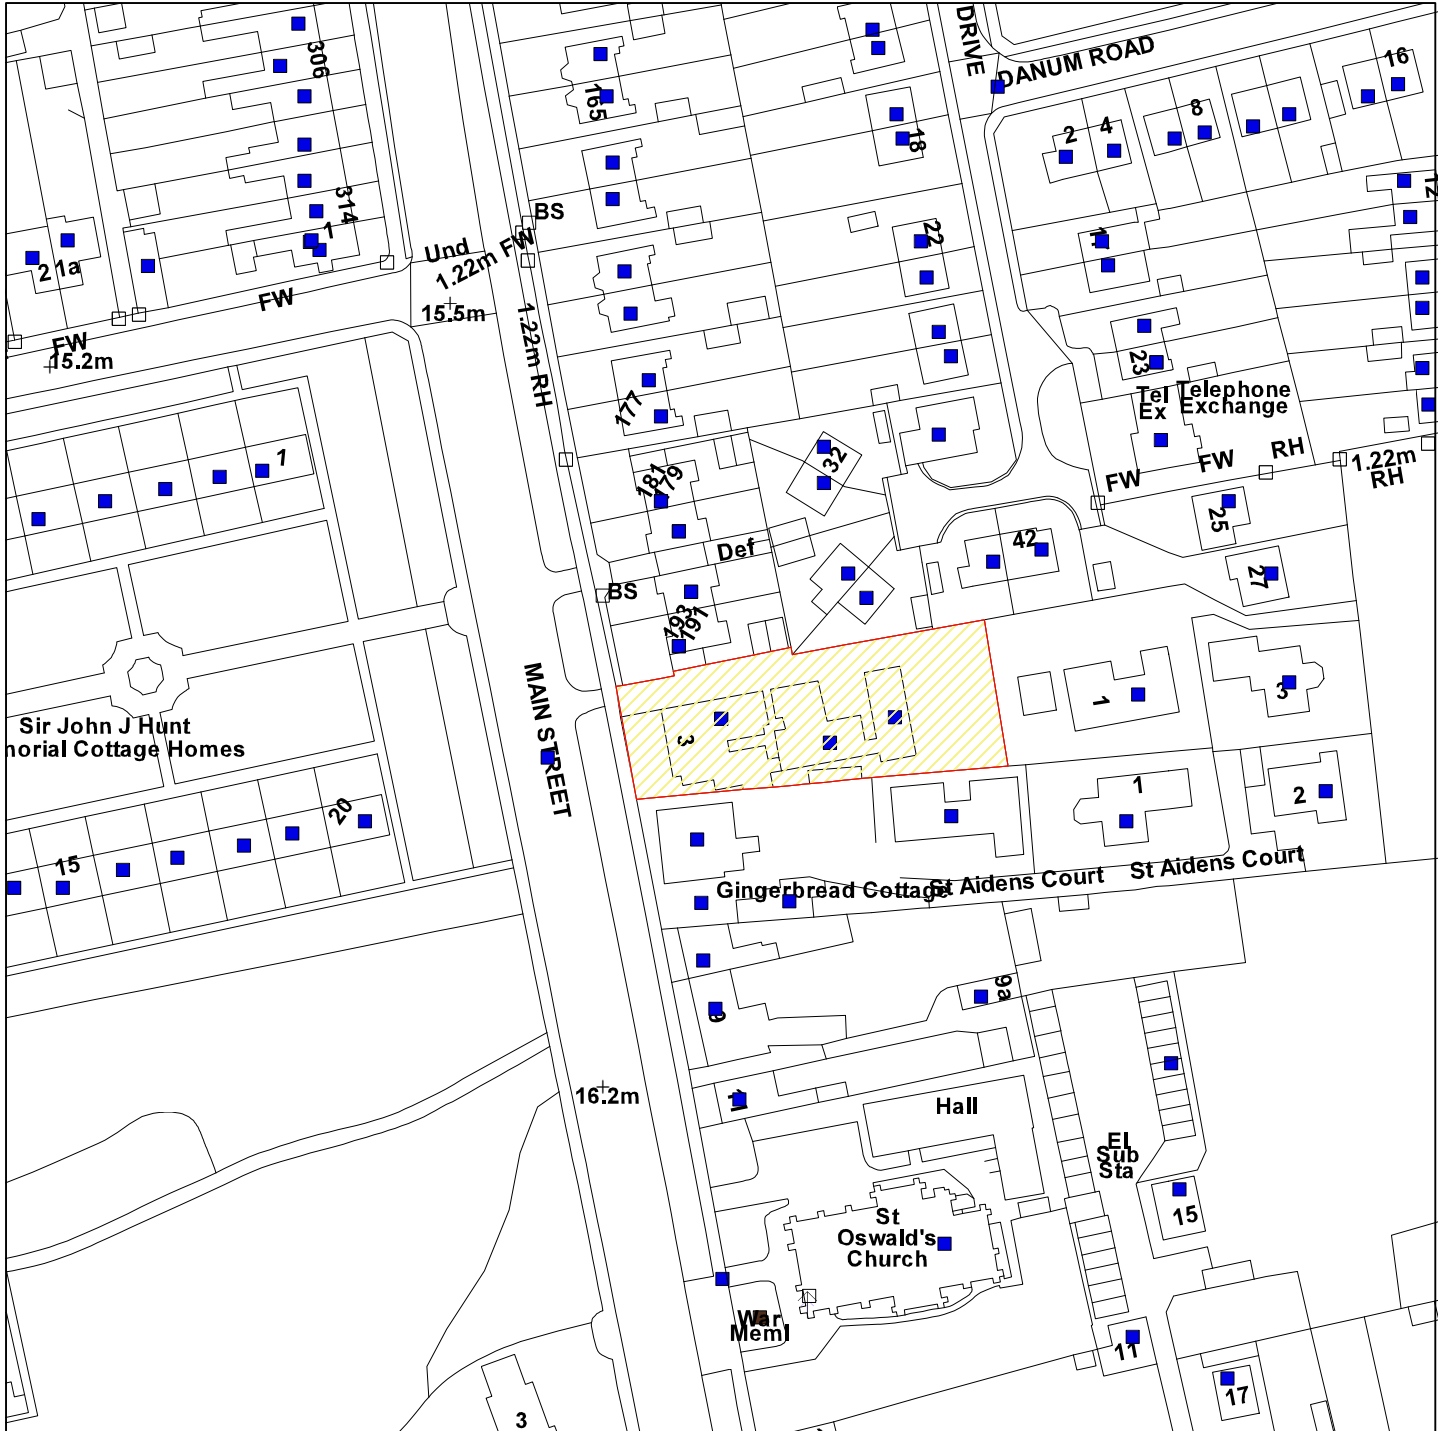 306
165
DRIVE
DANUM ROAD
16
18
2
4
8
12
314
1
BS
Und
1.22m FW
22
2 1a
FW
15.5m
1.22m RH
FW
15.2m
23
Tel
Ex
Telephone
Exchange
177
1
32
RH
FW
1.22m
RH
FW
181
179
25
Def
42
27
BS
193
191
MAIN STREET
Sir John J Hunt
morial Cottage Homes
3
1
3
20
1
2
15
Gingerbread Cottage
St Aidens Court
St Aidens Court
9
9a
16.2m
11
Hall
El
Sub
Sta
St
Oswald's
Church
15
War
Meml
11
17
3